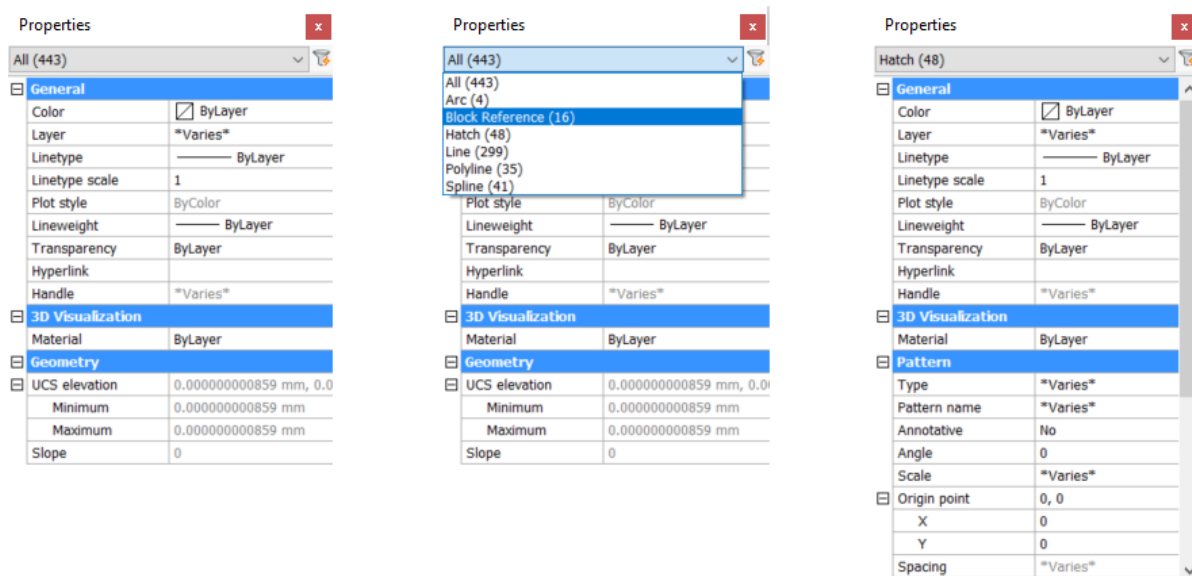 Properties
x
All (443)
General
Color ByLayer
Layer *Varies*
Linetype ByLayer
Linetype scale 1
Plot style ByColor
Lineweight ByLayer
Transparency ByLayer
Hyperlink
Handle *Varies*
3D Visualization
Material ByLayer
Geometry
UCS elevation 0.000000000859 mm, 0.0
Minimum 0.000000000859 mm
Maximum 0.000000000859 mm
Slope 0
Properties
x
All (443)
All (443)
Arc (4)
Block Reference (16)
Hatch (48)
Line (299)
Polyline (35)
Spline (41)
Plot style ByColor
Lineweight ByLayer
Transparency ByLayer
Hyperlink
Handle *Varies*
3D Visualization
Material ByLayer
Geometry
UCS elevation 0.000000000859 mm, 0.0
Minimum 0.000000000859 mm
Maximum 0.000000000859 mm
Slope 0
Properties
x
Hatch (48)
General
Color ByLayer
Layer *Varies*
Linetype ByLayer
Linetype scale 1
Plot style ByColor
Lineweight ByLayer
Transparency ByLayer
Hyperlink
Handle *Varies*
3D Visualization
Material ByLayer
Pattern
Type *Varies*
Pattern name *Varies*
Annotative No
Angle 0
Scale *Varies*
Origin point 0, 0
X 0
Y 0
Spacing *Varies*